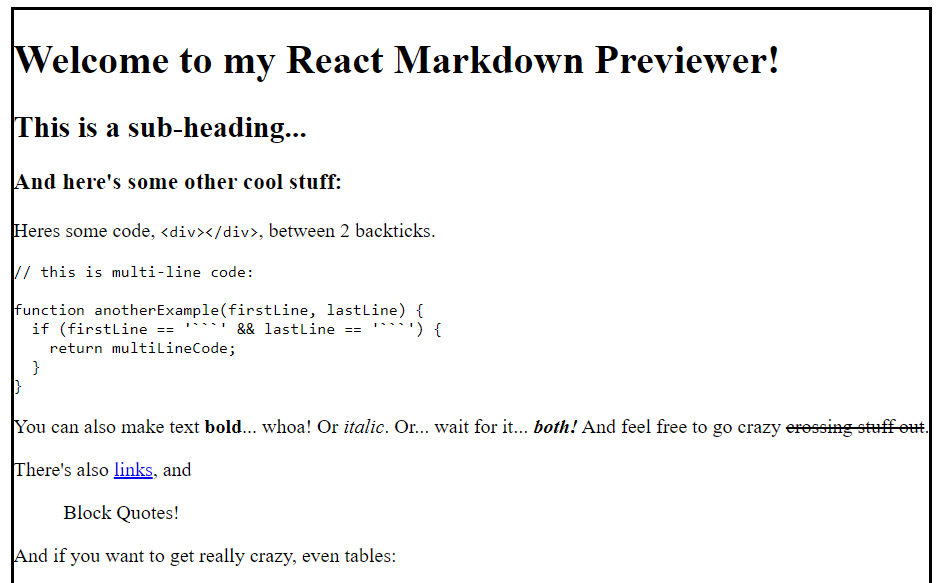 Welcome to my React Markdown Previewer!
This is a sub-heading...
And here's some other cool stuff:
Heres some code, <div></div>, between 2 backticks.
// this is multi-line code:
function anotherExample(firstLine, lastLine) {
  if (firstLine == '```' && lastLine == '```') {
    return multiLineCode;
  }
}
You can also make text bold... whoa! Or italic. Or... wait for it... both! And feel free to go crazy crossing stuff out.
There's also links, and
Block Quotes!
And if you want to get really crazy, even tables: